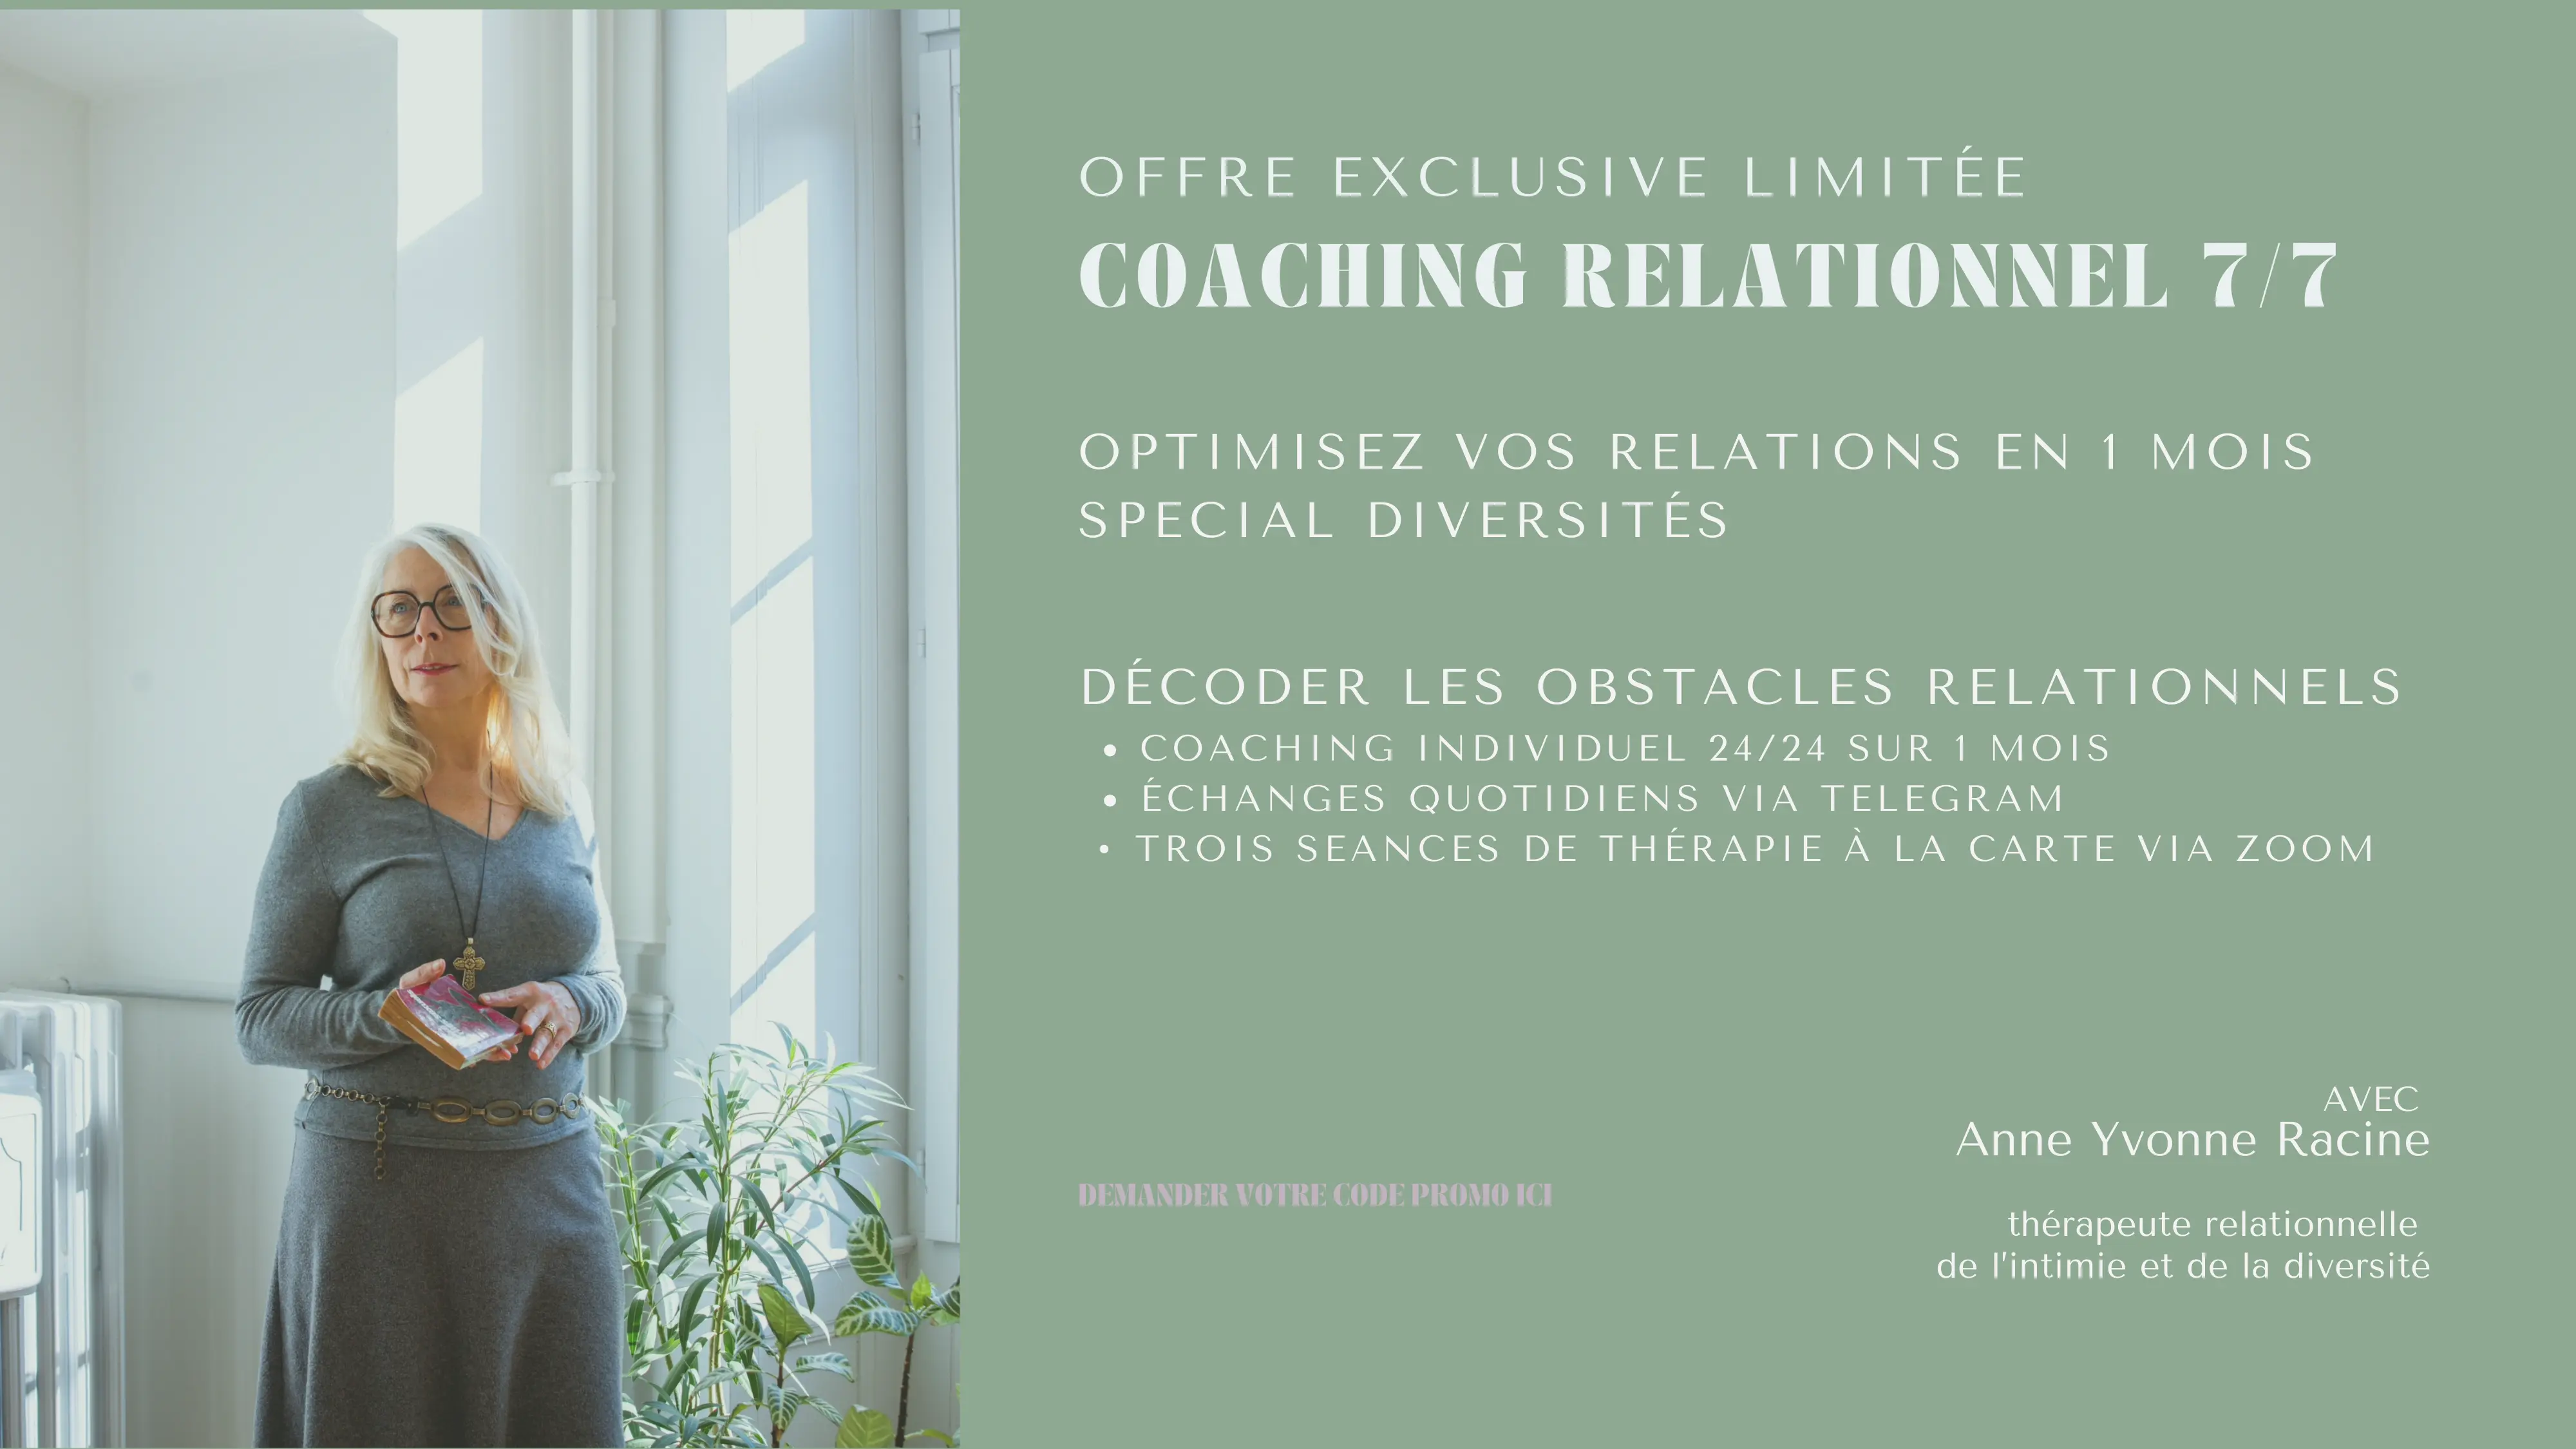 OFFRE EXCLUSIVE LIMITÉE
COACHING RELATIONNEL 7/7
OPTIMISEZ VOS RELATIONS EN 1 MOIS
SPECIAL DIVERSITÉS
DÉCODER LES OBSTACLES RELATIONNELS
• COACHING INDIVIDUEL 24/24 SUR 1 MOIS
• ÉCHANGES QUOTIDIENS VIA TELEGRAM
• TROIS SEANCES DE THÉRAPIE À LA CARTE VIA ZOOM
AVEC
Anne Yvonne Racine
DEMANDER VOTRE CODE PROMO ICI
thérapeute relationnelle
de l'intimie et de la diversité